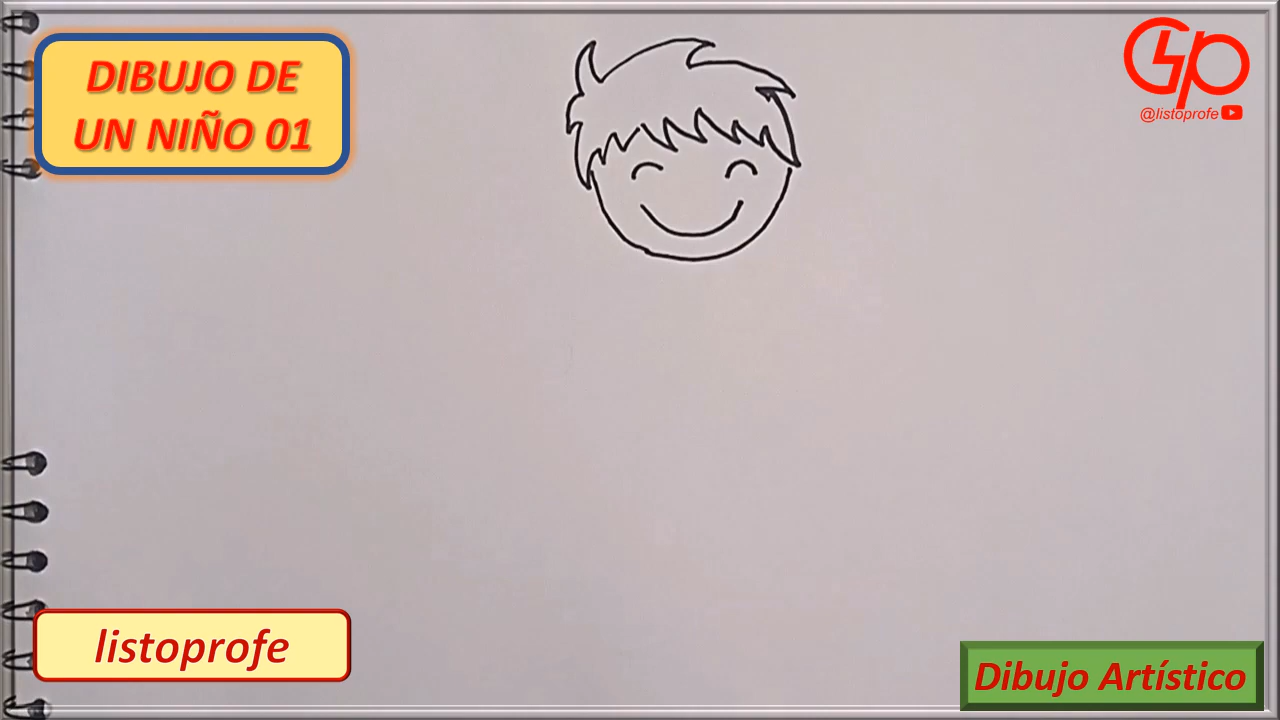 DIBUJO DE
UN NIÑO 01
@listoprofe
listoprofe
Dibujo Artístico